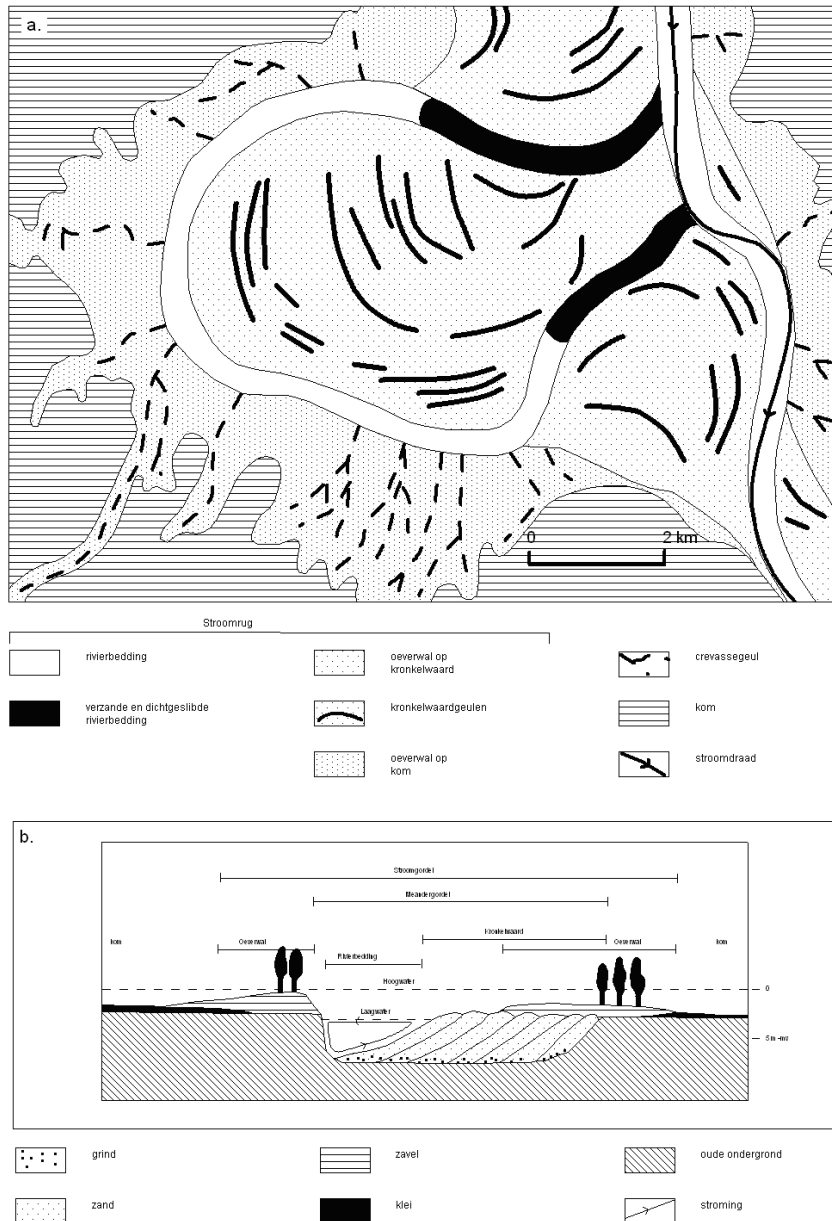 a.
0
2 km
Stroomrug
rivierbedding
oeverwal op
kronkelwaard
crevassegeul
verzande en dichtgeslibde
rivierbedding
kronkelwaardgeulen
kom
oeverwal op
kom
stroomdraad
b.
Stroomgordel
Meandergordel
Kronkelwaard
kom
Oeverwal
Oeverwal
kom
Rivierbedding
Hoogwater
0
Laagwater
5 m -mv
grind
zavel
oude ondergrond
zand
klei
stroming